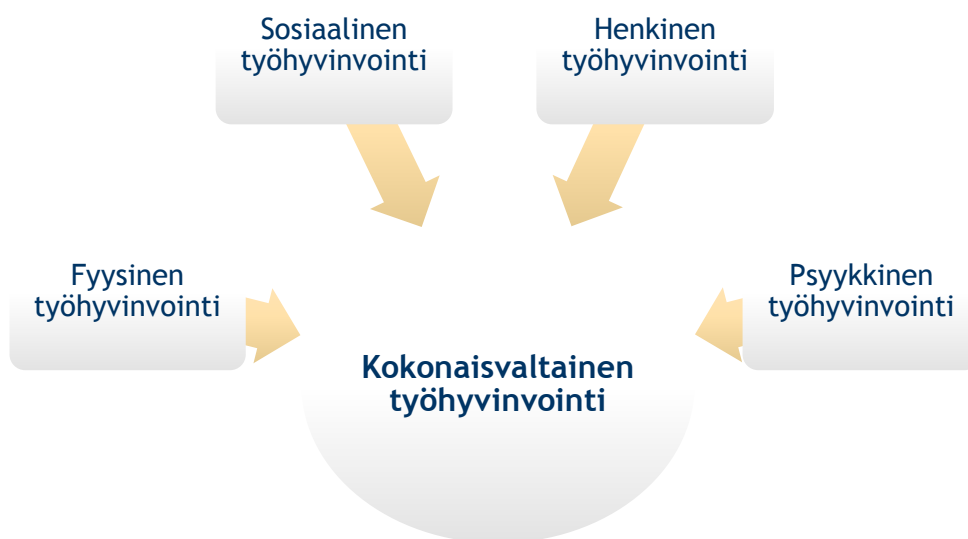 Sosiaalinen
työhyvinvointi
Henkinen
työhyvinvointi
Fyysinen
työhyvinvointi
Psyykkinen
työhyvinvointi
Kokonaisvaltainen
työhyvinvointi